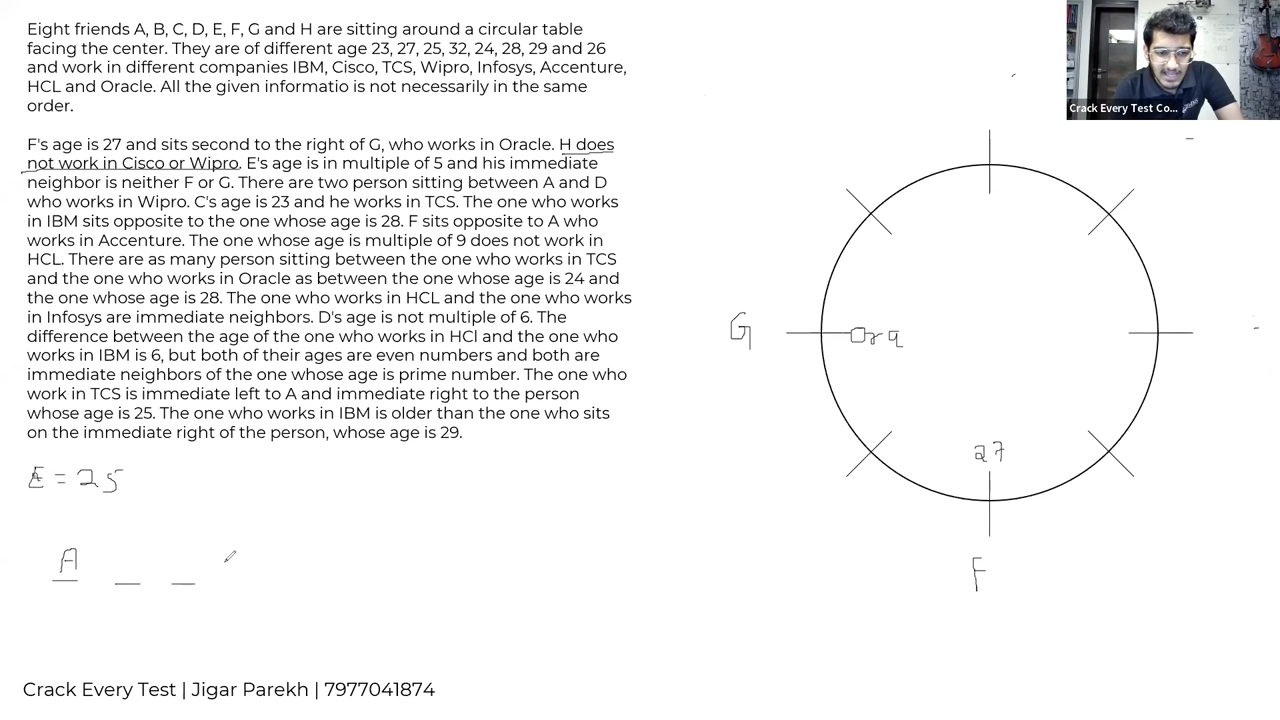 Eight friends A, B, C, D, E, F, G and H are sitting around a circular table
facing the center. They are of different age 23, 27, 25, 32, 24, 28, 29 and 26
and work in different companies IBM, Cisco, TCS, Wipro, Infosys, Accenture,
HCL and Oracle. All the given informatio is not necessarily in the same
order.
F's age is 27 and sits second to the right of G, who works in Oracle. H does
not work in Cisco or Wipro. E's age is in multiple of 5 and his immediate
neighbor is neither F or G. There are two person sitting between A and D
who works in Wipro. C's age is 23 and he works in TCS. The one who works
in IBM sits opposite to the one whose age is 28. F sits opposite to A who
works in Accenture. The one whose age is multiple of 9 does not work in
HCL. There are as many person sitting between the one who works in TCS
and the one who works in Oracle as between the one whose age is 24 and
the one whose age is 28. The one who works in HCL and the one who works
in Infosys are immediate neighbors. D's age is not multiple of 6. The
difference between the age of the one who works in HCl and the one who
works in IBM is 6, but both of their ages are even numbers and both are
immediate neighbors of the one whose age is prime number. The one who
work in TCS is immediate left to A and immediate right to the person
whose age is 25. The one who works in IBM is older than the one who sits
on the immediate right of the person, whose age is 29.
E = 25
A
G
Ora
27
F
Crack Every Test Co...
Crack Every Test | Jigar Parekh | 7977041874